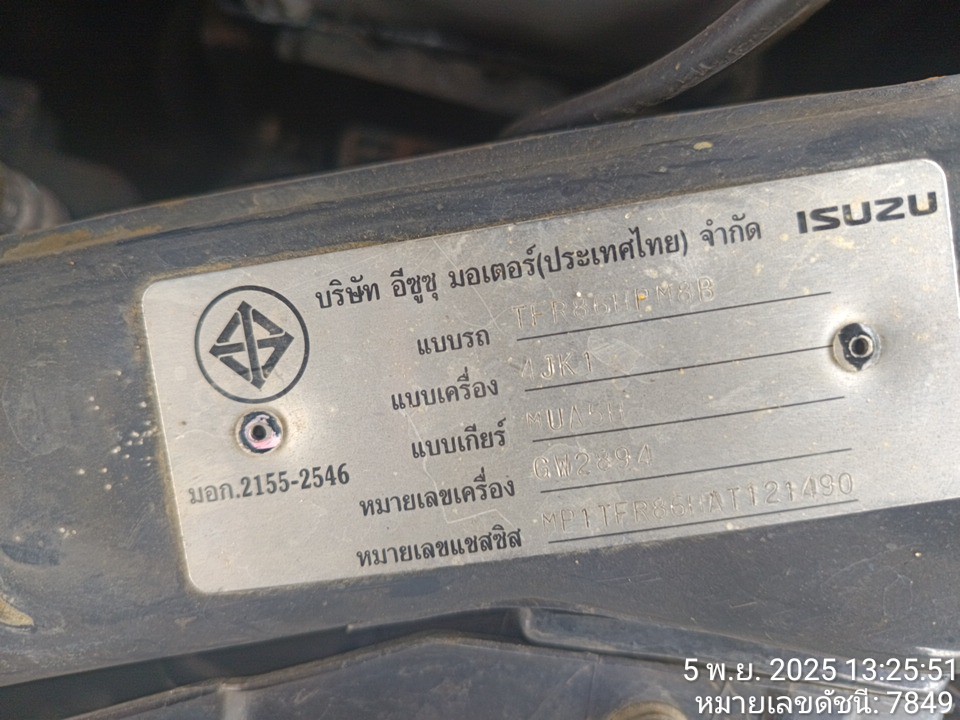 ISUZU
บริษัท อีซูซุ มอเตอร์(ประเทศไทย) จำกัด
แบบรถ TFR86HPM8B
แบบเครื่อง 4JK1
แบบเกียร์
หมายเลขเครื่อง GW2894
หมายเลขแชสซิส MP1TFR86HAT121490
มอก.2155-2546
5 พ.ย. 2025 13:25:51
หมายเลขดัชนี: 7849